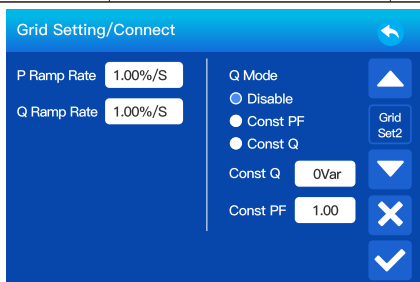 Grid Setting/Connect
P Ramp Rate 1.00%/S
Q Ramp Rate 1.00%/S
Q Mode
Disable
Const PF
Const Q
Const Q 0Var
Const PF 1.00
Grid
Set2